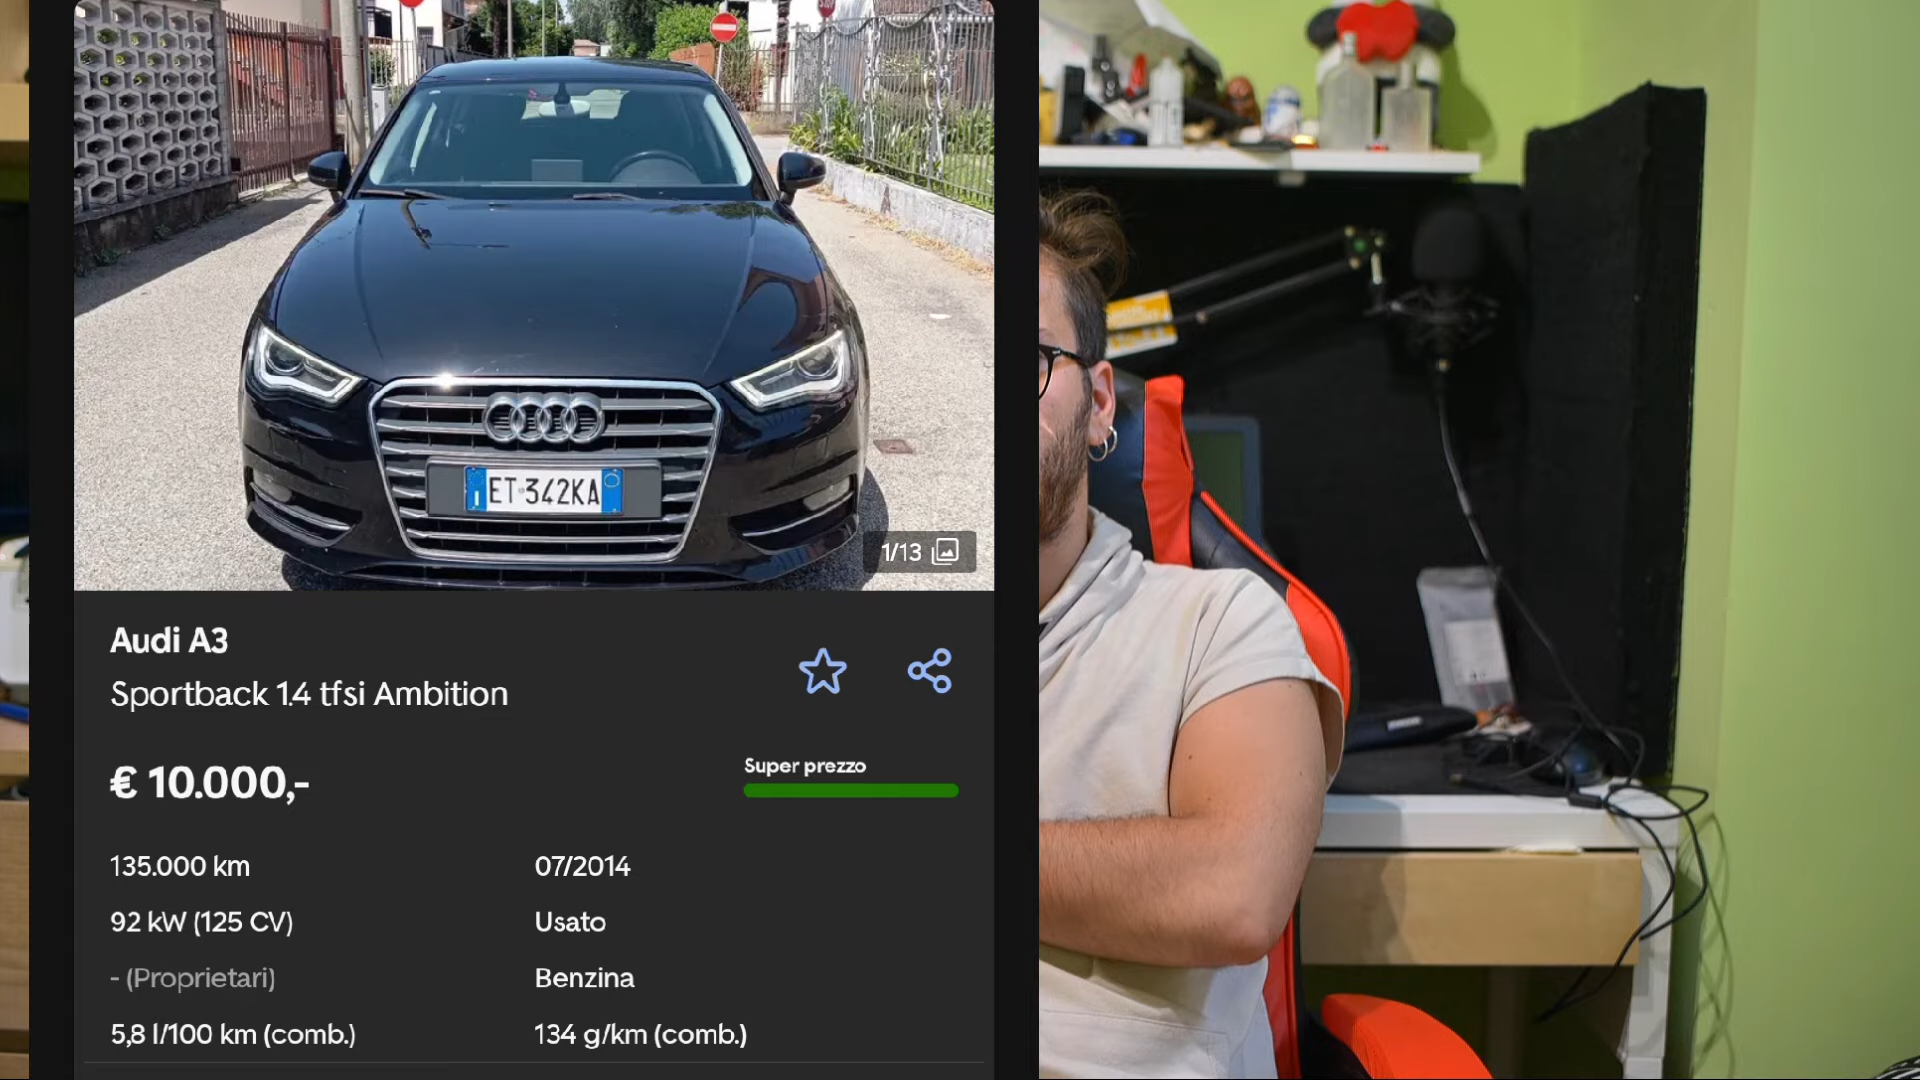 ET 342KA
1/13
Audi A3
Sportback 1.4 tfsi Ambition
€ 10.000,-
Super prezzo
135.000 km
07/2014
92 kW (125 CV)
Usato
- (Proprietari)
Benzina
5,8 l/100 km (comb.)
134 g/km (comb.)